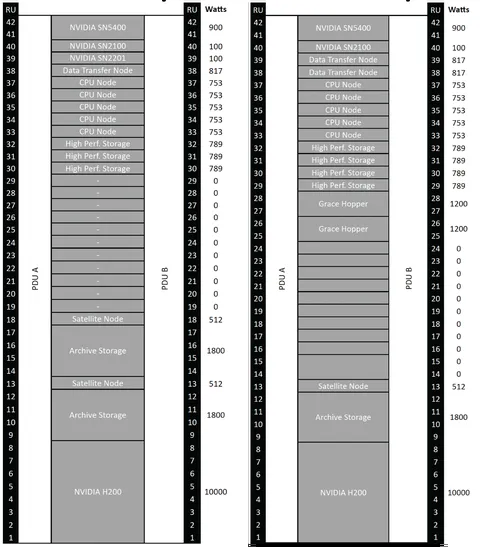 RU RU Watts
42 NVIDIA SN5400 42 900
41 41
40 NVIDIA SN2100 40 100
39 NVIDIA SN2201 39 100
38 Data Transfer Node 38 817
37 CPU Node 37 753
36 CPU Node 36 753
35 CPU Node 35 753
34 CPU Node 34 753
33 CPU Node 33 753
32 High Perf. Storage 32 789
31 High Perf. Storage 31 789
30 High Perf. Storage 30 789
29 - 29 0
28 - 28 0
27 - 27 0
26 - 26 0
25 - 25 0
24 - 24 0
23 - 23 0
22 - 22 0
21 - 21 0
20 - 20 0
19 - 19 0
18 Satellite Node 18 512
17 17
16 Archive Storage 16 1800
15 15
14 14
13 Satellite Node 13 512
12 12
11 Archive Storage 11 1800
10 10
9 9
8 8
7 7
6 6
5 NVIDIA H200 5 10000
4 4
3 3
2 2
1 1
PDU A
PDU B
RU RU Watts
42 NVIDIA SN5400 42 900
41 41
40 NVIDIA SN2100 40 100
39 Data Transfer Node 39 817
38 Data Transfer Node 38 817
37 CPU Node 37 753
36 CPU Node 36 753
35 CPU Node 35 753
34 CPU Node 34 753
33 CPU Node 33 753
32 High Perf. Storage 32 789
31 High Perf. Storage 31 789
30 High Perf. Storage 30 789
29 High Perf. Storage 29 789
28 Grace Hopper 28 1200
27 27
26 Grace Hopper 26 1200
25 25
24 24 0
23 23 0
22 22 0
21 21 0
20 20 0
19 19 0
18 18 0
17 17 0
16 16 0
15 15 0
14 14 0
13 Satellite Node 13 512
12 12
11 Archive Storage 11 1800
10 10
9 9
8 8
7 7
6 6
5 NVIDIA H200 5 10000
4 4
3 3
2 2
1 1
PDU A
PDU B